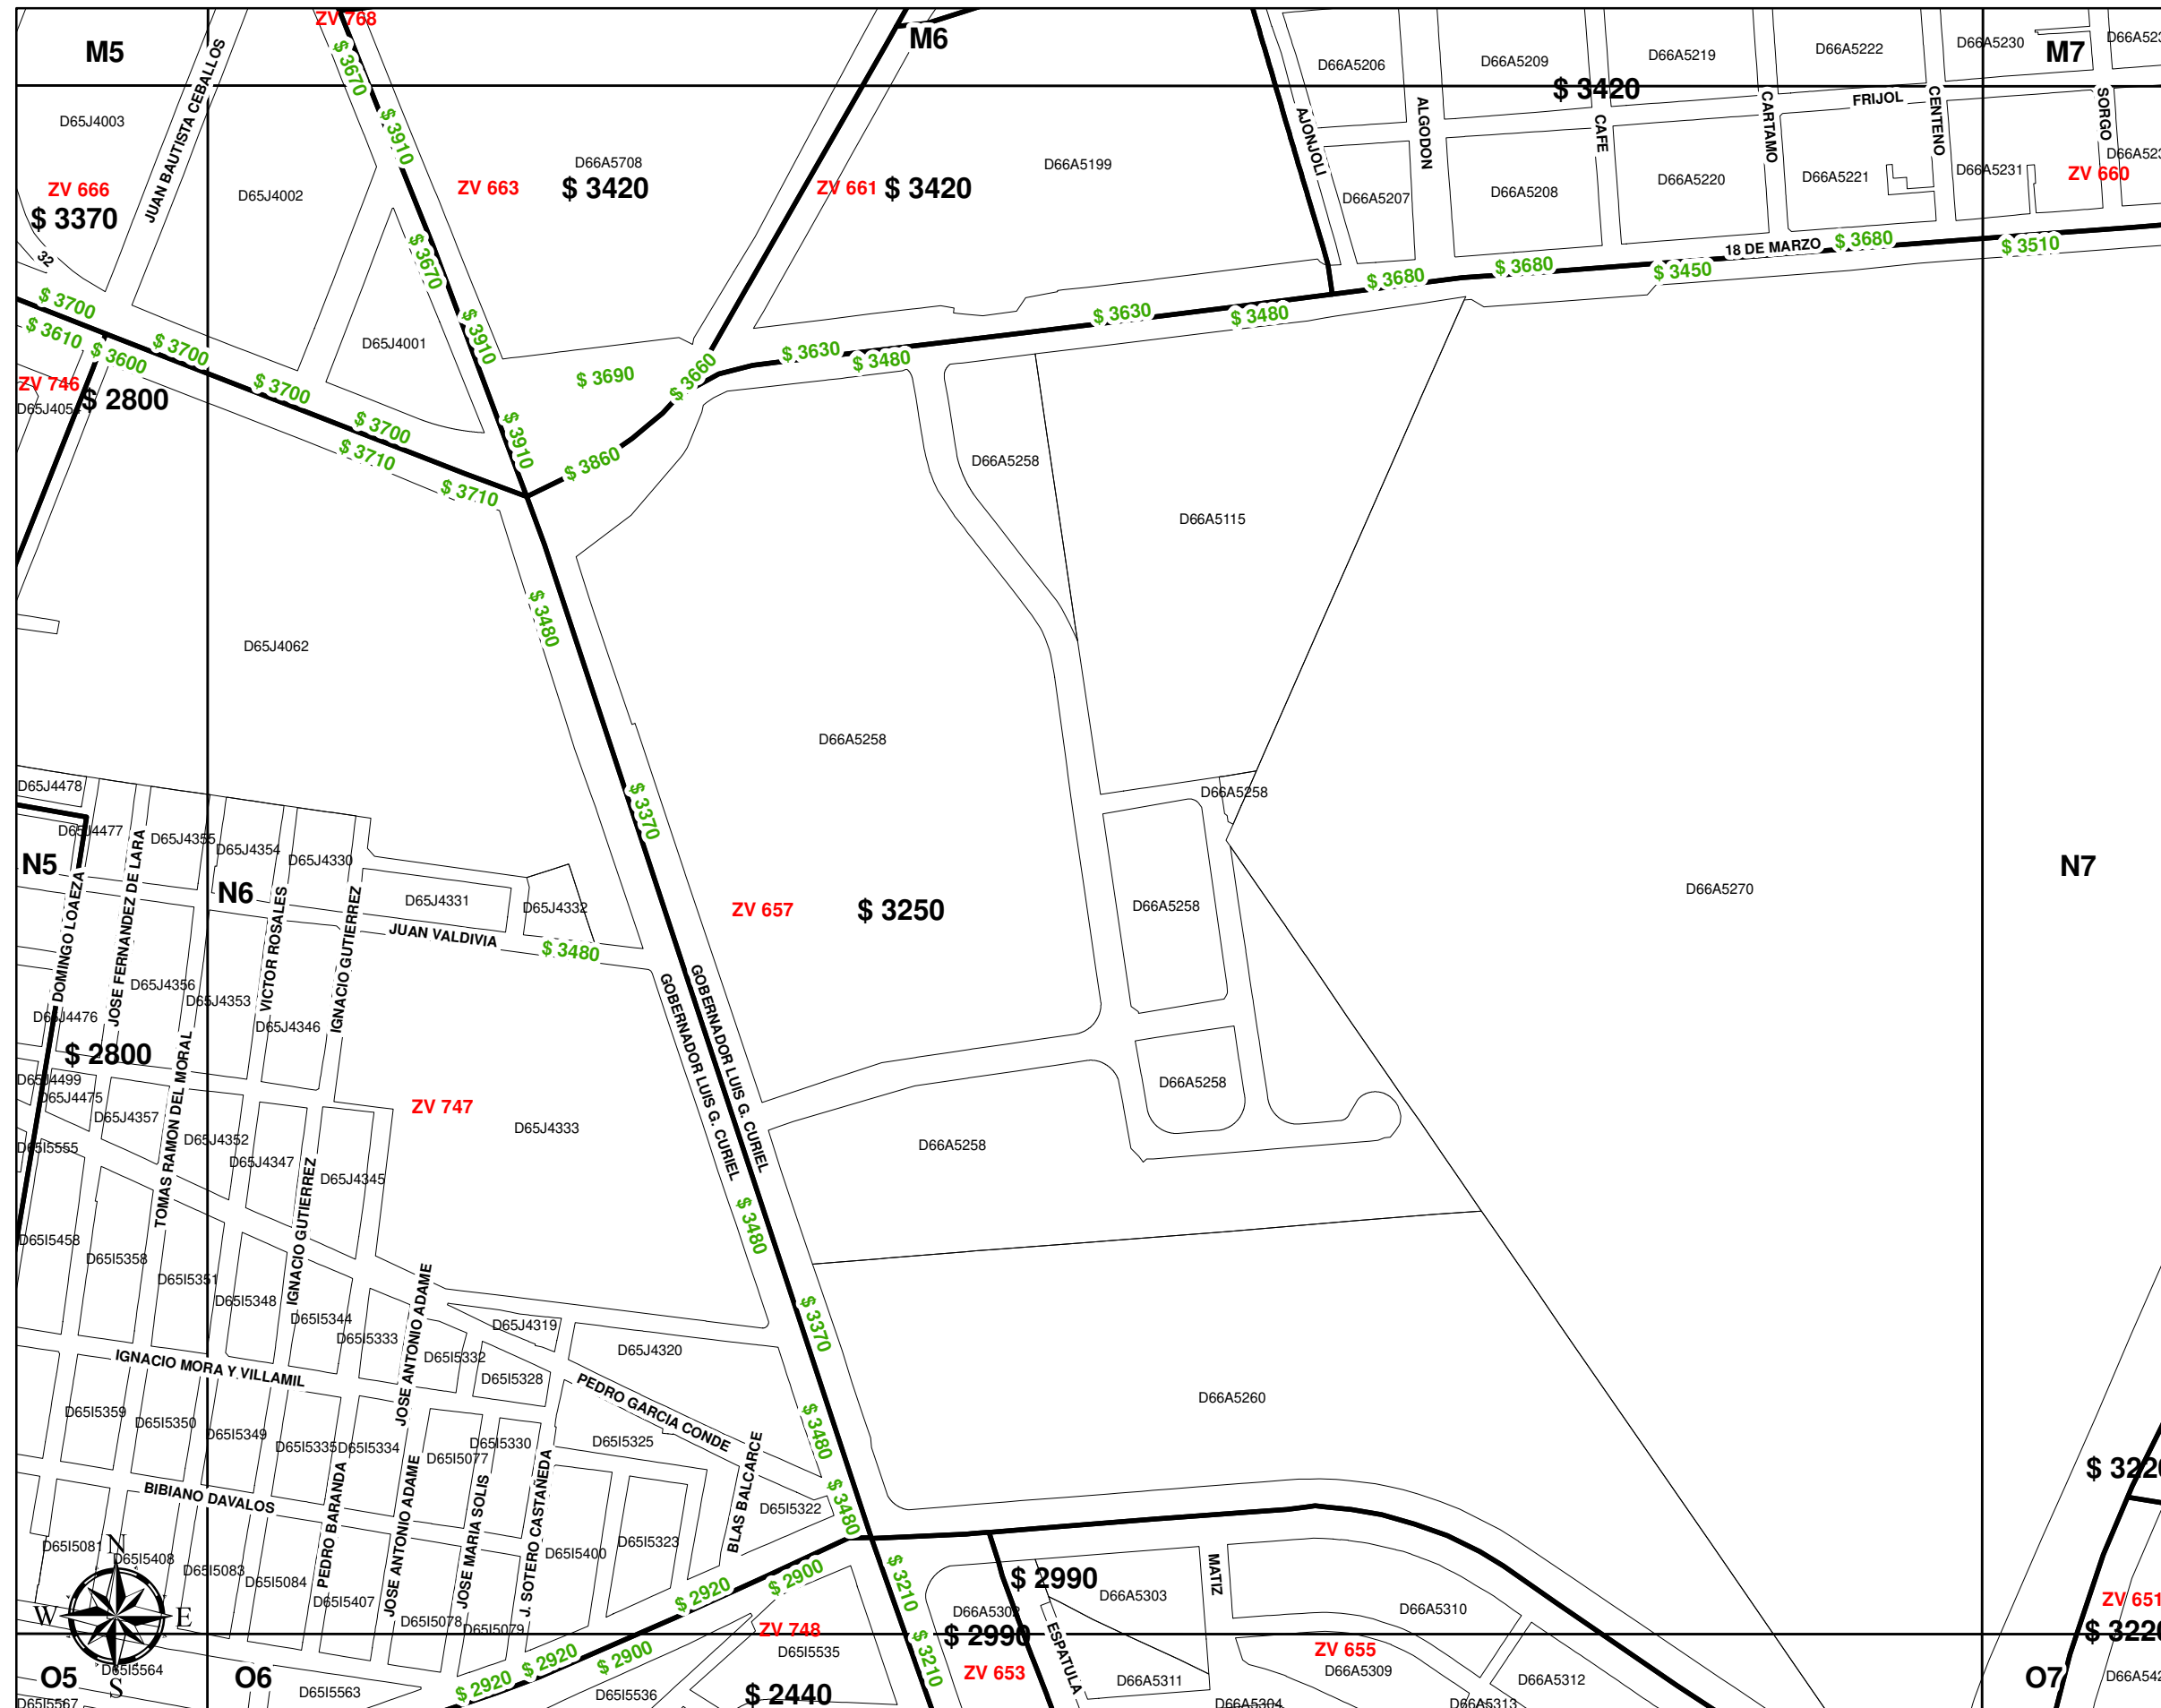 ZV 768
M5
M6
M7
D66A5206
D66A5209
D66A5219
D66A5222
D66A5230
$ 3670
$ 3420
D65J4003
JUAN BAUTISTA CEBALLOS
$ 3910
AJONJOLI
ALGODON
CAFE
CARTAMO
FRIJOL
CENTENO
SORGO
ZV 666
$ 3370
D65J4002
ZV 663
D66A5708
$ 3420
ZV 661
$ 3420
D66A5199
D66A5207
D66A5208
D66A5220
D66A5221
D66A5231
ZV 660
32
$ 3670
18 DE MARZO
$ 3680
$ 3510
$ 3680
$ 3680
$ 3450
$ 3700
$ 3610
$ 3600
$ 3700
D65J4001
$ 3910
$ 3630
$ 3480
$ 3630
$ 3480
$ 3690
$ 3660
ZV 746
$ 2800
$ 3700
$ 3700
$ 3710
$ 3910
$ 3860
$ 3710
D66A5258
D66A5115
$ 3480
D65J4062
D66A5258
D65J4478
$ 3370
D66A5258
D65J4477
D65J4355
D65J4354
D65J4330
N5
N6
N7
D65J4331
D65J4332
DOMINGO LOAEZA
JOSE FERNANDEZ DE LARA
VICTOR ROSALES
IGNACIO GUTIERREZ
JUAN VALDIVIA
$ 3480
ZV 657
$ 3250
D66A5258
D66A5270
D65J4356
D65J4353
D65J4476
D65J4346
GOBERNADOR LUIS G. CURIEL
GOBERNADOR LUIS G. CURIEL
$ 2800
D65J4499
D65J4475
D65J4357
TOMAS RAMON DEL MORAL
D65J4352
ZV 747
D65J4333
D66A5258
D66A5258
D65I5555
D65J4347
D65J4345
IGNACIO GUTIERREZ
$ 3480
D65I5458
D65I5358
D65I5351
D65I5348
D65I5344
D65I5333
JOSE ANTONIO ADAME
D65J4319
D65J4320
$ 3370
D65I5332
D65I5328
IGNACIO MORA Y VILLAMIL
PEDRO GARCIA CONDE
D66A5260
D65I5359
D65I5350
D65I5349
D65I5335
D65I5334
D65I5330
D65I5077
D65I5325
$ 3480
BLAS BALCARCE
BIBIANO DAVALOS
PEDRO BARANDA
JOSE ANTONIO ADAME
JOSE MARIA SOLIS
J. SOTERO CASTAÑEDA
D65I5322
$ 3480
D65I5081
D65I5408
D65I5083
D65I5084
D65I5407
D65I5078
D65I5079
D65I5400
D65I5323
$ 2920
$ 2900
$ 3210
$ 2990
D66A5303
MATIZ
D66A5310
ZV 651
N
W
E
S
D66A5302
$ 2990
ZV 748
D65I5535
ESPATULA
ZV 655
D66A5309
O5
O6
O7
D65I5564
D65I5563
$ 2920
$ 2920
$ 2900
$ 3210
ZV 653
D66A5311
D66A5312
D65I5567
D65I5536
$ 2440
D66A5304
D66A5313